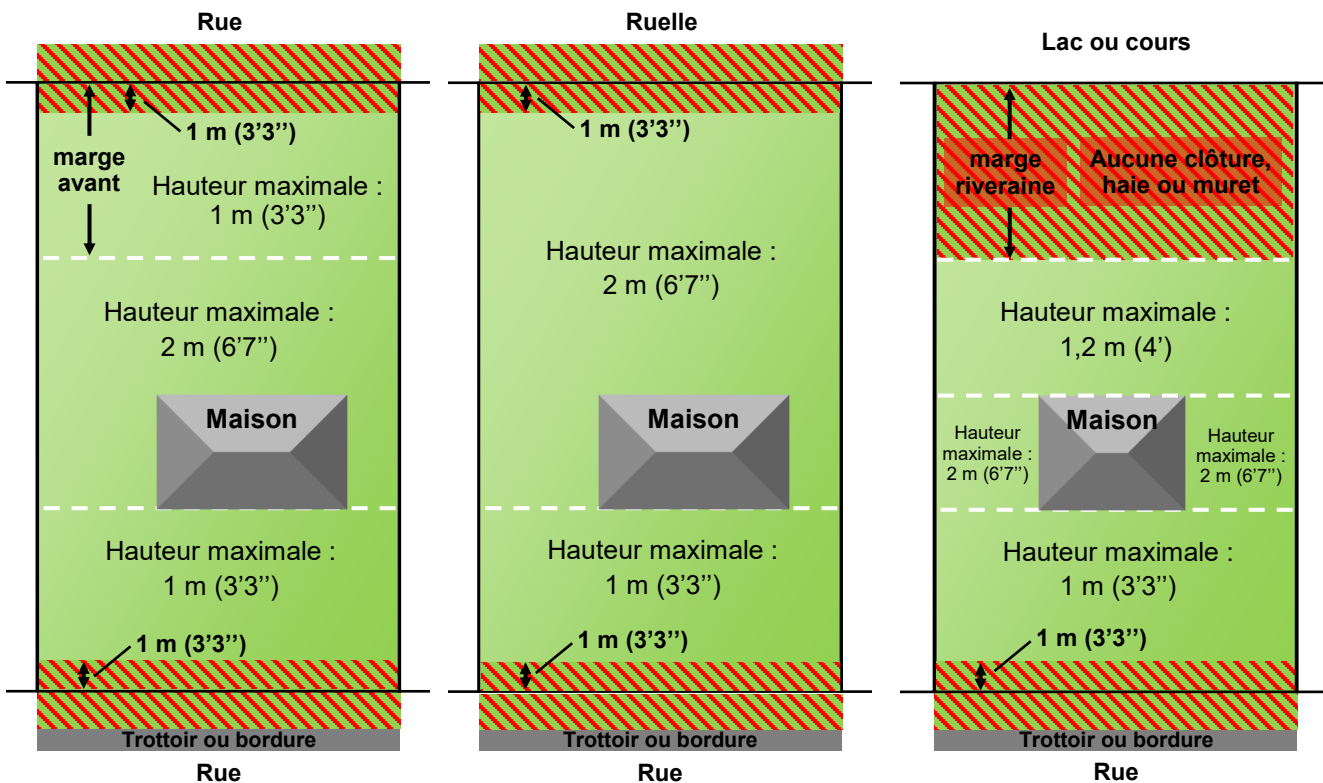 Rue
1 m (3’3’’)
marge
avant
Hauteur maximale :
1 m (3’3’’)
Hauteur maximale :
2 m (6’7’’)
Maison
Hauteur maximale :
1 m (3’3’’)
1 m (3’3’’)
Trottoir ou bordure
Rue
Ruelle
1 m (3’3’’)
Hauteur maximale :
2 m (6’7’’)
Maison
Hauteur maximale :
1 m (3’3’’)
1 m (3’3’’)
Trottoir ou bordure
Rue
Lac ou cours
marge
riveraine
Aucune clôture,
haie ou muret
Hauteur maximale :
1,2 m (4’)
Hauteur
maximale :
2 m (6’7’’)
Maison
Hauteur
maximale :
2 m (6’7’’)
Hauteur maximale :
1 m (3’3’’)
1 m (3’3’’)
Trottoir ou bordure
Rue